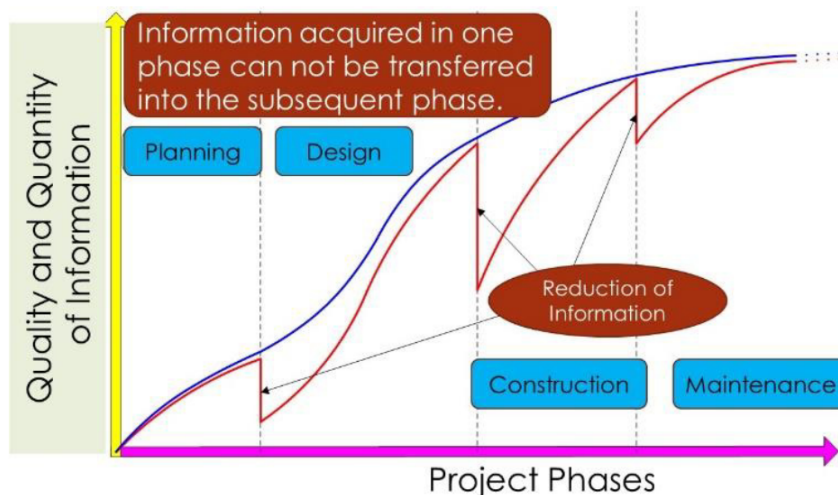 Information acquired in one
phase can not be transferred
into the subsequent phase.
Quality and Quantity
of Information
Planning
Design
Reduction of
Information
Construction
Maintenance
Project Phases